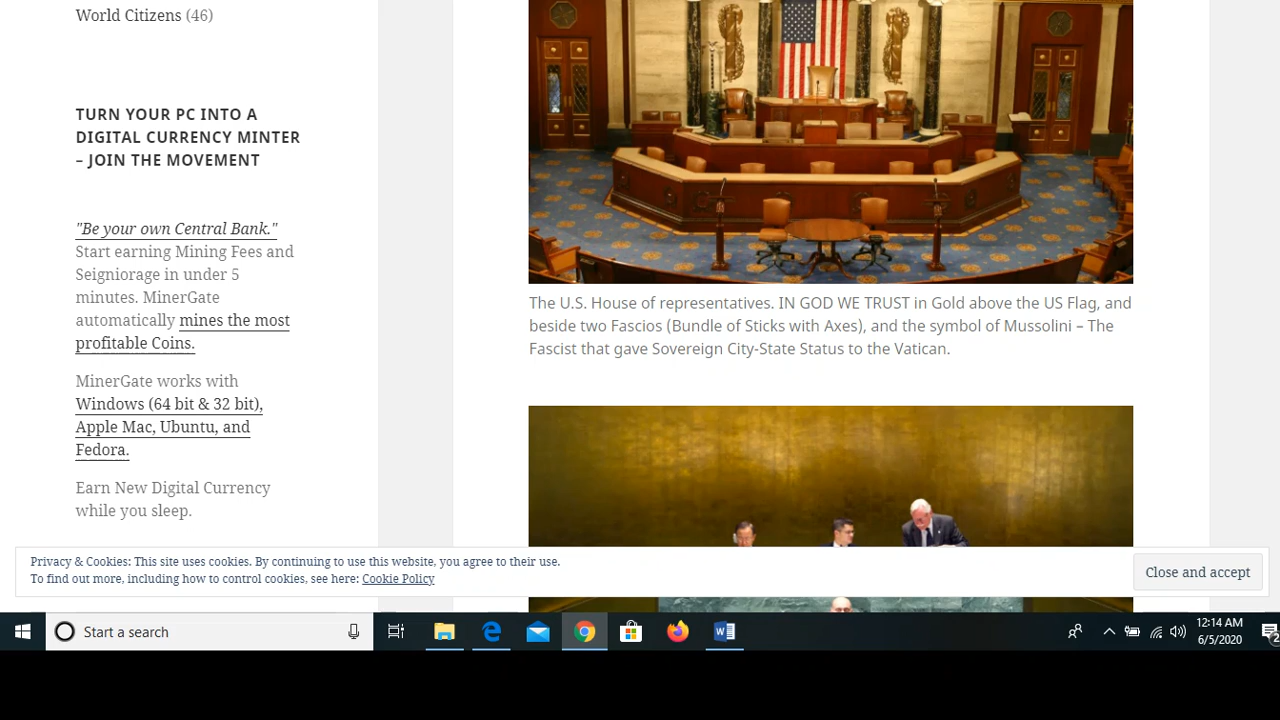 World Citizens (46)
TURN YOUR PC INTO A
DIGITAL CURRENCY MINTER
– JOIN THE MOVEMENT
"Be your own Central Bank."
Start earning Mining Fees and
Seigniorage in under 5
minutes. MinerGate
automatically mines the most
profitable Coins.
MinerGate works with
Windows (64 bit & 32 bit),
Apple Mac, Ubuntu, and
Fedora.
Earn New Digital Currency
while you sleep.
The U.S. House of representatives. IN GOD WE TRUST in Gold above the US Flag, and
beside two Fascios (Bundle of Sticks with Axes), and the symbol of Mussolini – The
Fascist that gave Sovereign City-State Status to the Vatican.
Privacy & Cookies: This site uses cookies. By continuing to use this website, you agree to their use.
To find out more, including how to control cookies, see here: Cookie Policy
Close and accept
Start a search
12:14 AM
6/5/2020
2